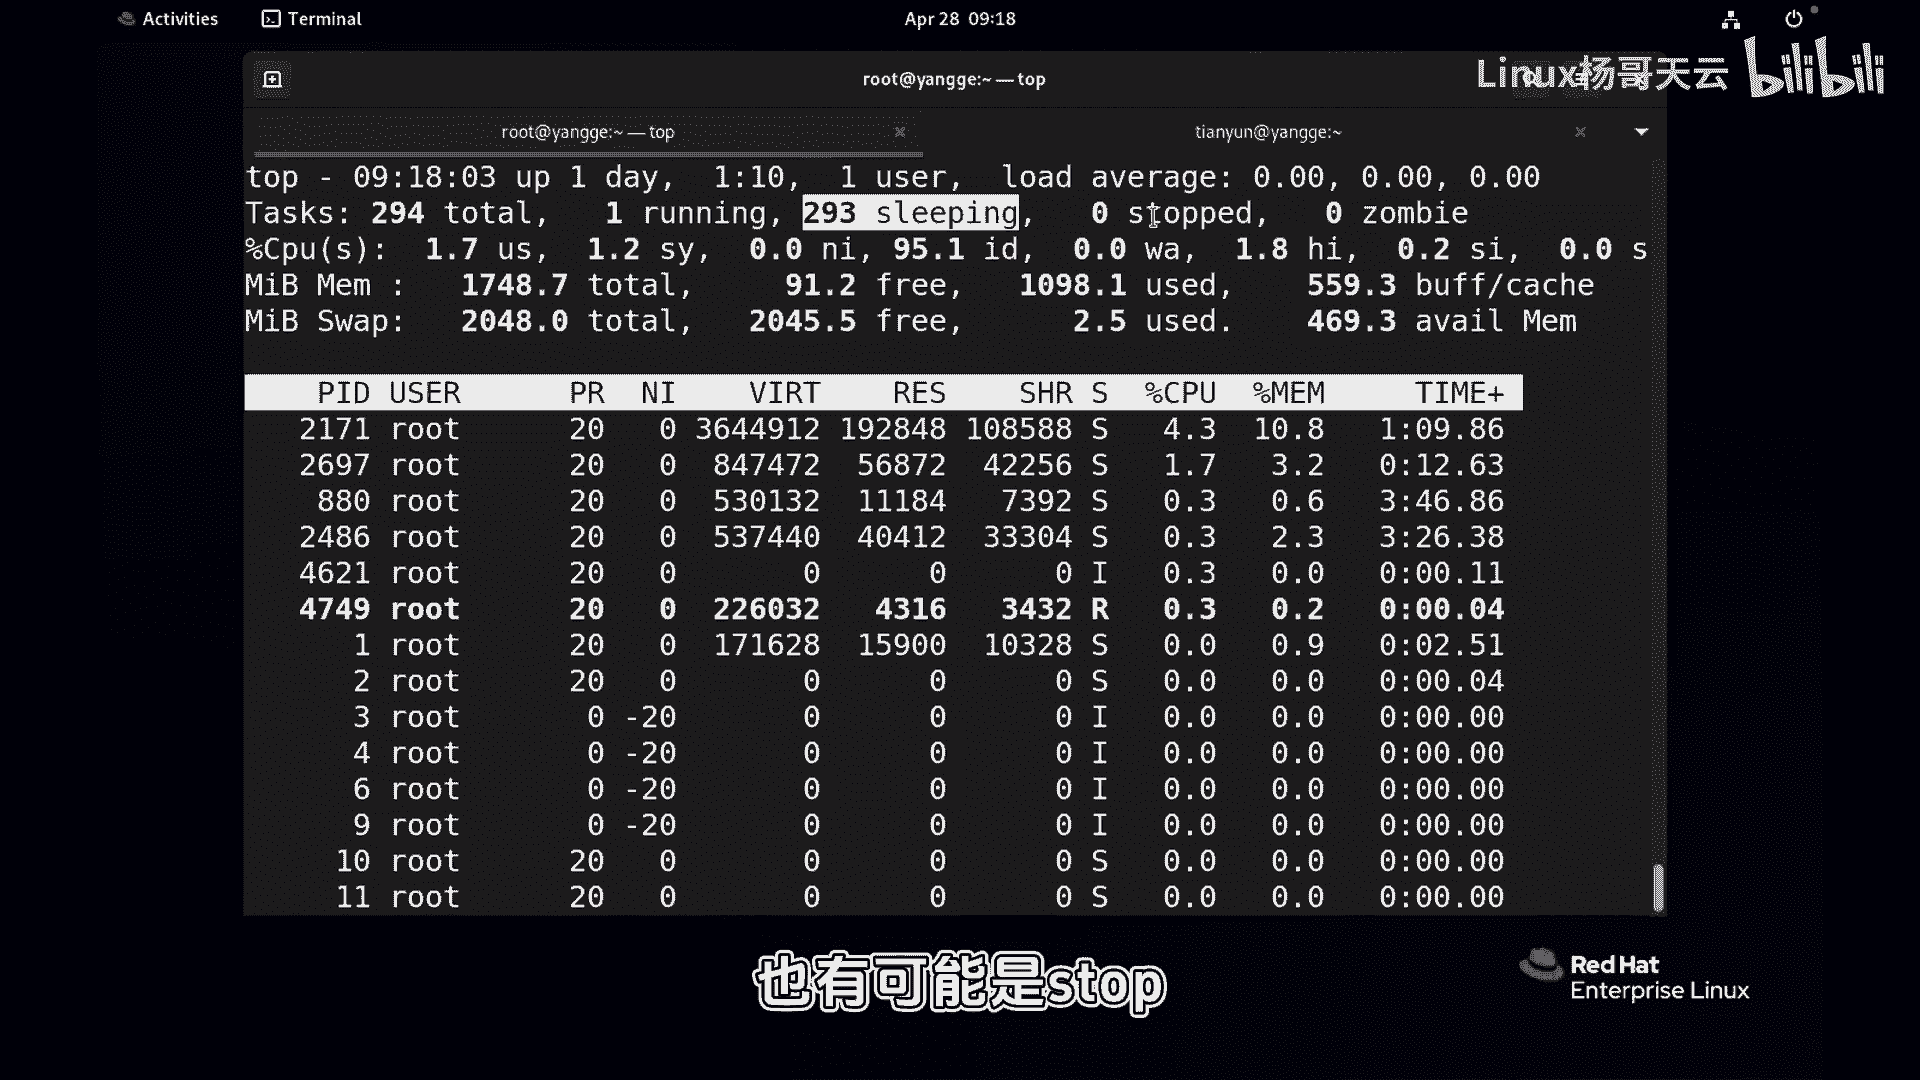 Activities Terminal Apr 28 09:18
root@yangge:~ — top
Linux杨哥天云 bilibili
root@yangge:~ — top tianyun@yangge:~
top - 09:18:03 up 1 day,  1:10,  1 user,  load average: 0.00, 0.00, 0.00
Tasks: 294 total,   1 running, 293 sleeping,   0 stopped,   0 zombie
%Cpu(s):  1.7 us,  1.2 sy,  0.0 ni, 95.1 id,  0.0 wa,  1.8 hi,  0.2 si,  0.0 s
MiB Mem :   1748.7 total,     91.2 free,   1098.1 used,    559.3 buff/cache
MiB Swap:   2048.0 total,   2045.5 free,      2.5 used.    469.3 avail Mem
PID USER PR NI VIRT RES SHR S %CPU %MEM TIME+
2171 root 20 0 3644912 192848 108588 S 4.3 10.8 1:09.86
2697 root 20 0 847472 56872 42256 S 1.7 3.2 0:12.63
880 root 20 0 530132 11184 7392 S 0.3 0.6 3:46.86
2486 root 20 0 537440 40412 33304 S 0.3 2.3 3:26.38
4621 root 20 0 0 0 0 I 0.3 0.0 0:00.11
4749 root 20 0 226032 4316 3432 R 0.3 0.2 0:00.04
1 root 20 0 171628 15900 10328 S 0.0 0.9 0:02.51
2 root 20 0 0 0 0 S 0.0 0.0 0:00.04
3 root 0 -20 0 0 0 I 0.0 0.0 0:00.00
4 root 0 -20 0 0 0 I 0.0 0.0 0:00.00
6 root 0 -20 0 0 0 I 0.0 0.0 0:00.00
9 root 0 -20 0 0 0 I 0.0 0.0 0:00.00
10 root 20 0 0 0 0 S 0.0 0.0 0:00.00
11 root 20 0 0 0 0 S 0.0 0.0 0:00.00
也有可能是stop
Red Hat
Enterprise Linux